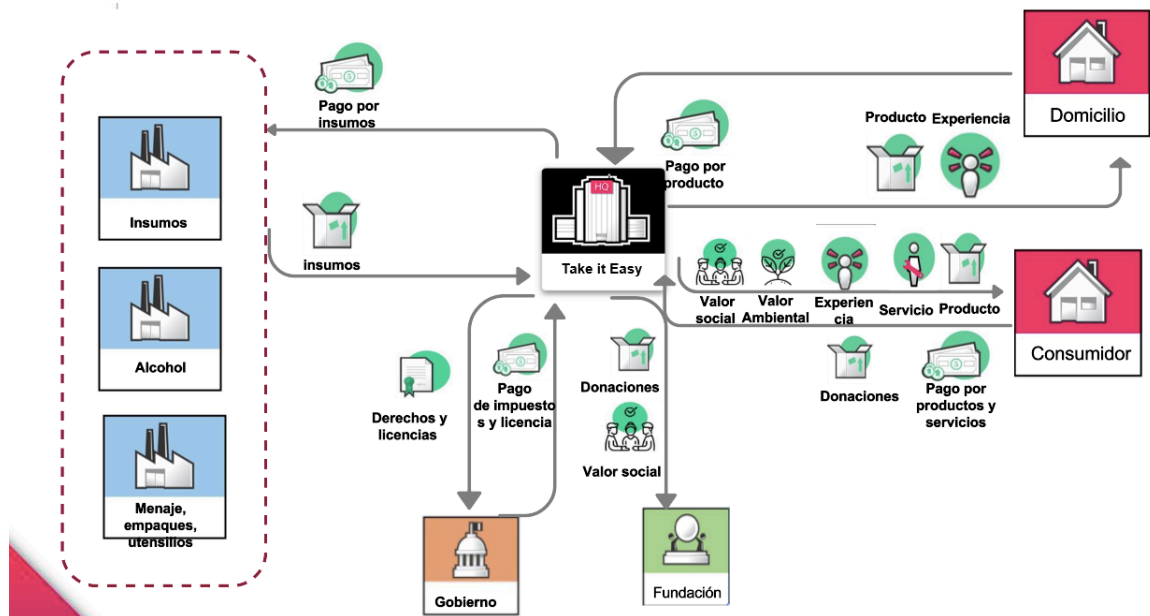 Pago por
insumos
Insumos
Alcohol
Menaje,
empaques,
utensilios
insumos
HQ
Take it Easy
Pago por
producto
Producto
Experiencia
Domicilio
Valor
social
Valor
Ambiental
Experien
cia
Servicio
Producto
Consumidor
Donaciones
Pago por
productos y
servicios
Derechos y
licencias
Pago
de impuesto
s y licencia
Donaciones
Valor social
Gobierno
Fundación